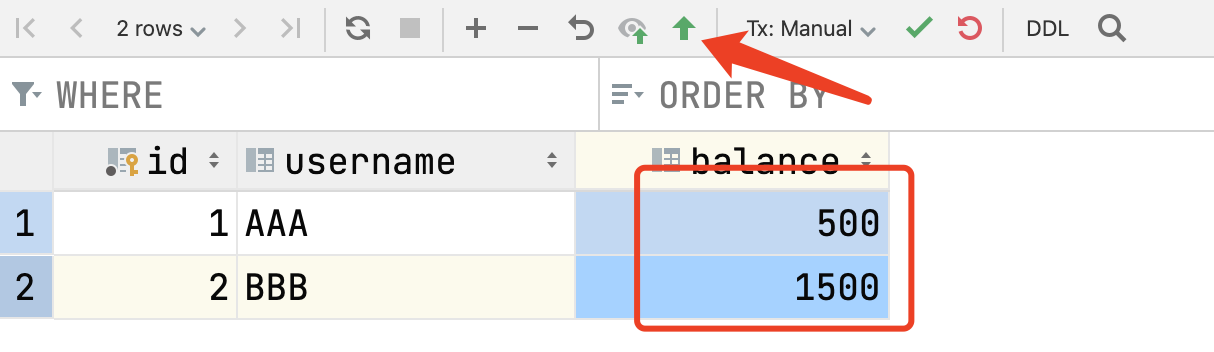 2 rows Tx: Manual DDL
WHERE ORDER BY
id username balance
1 1 AAA 500
2 2 BBB 1500